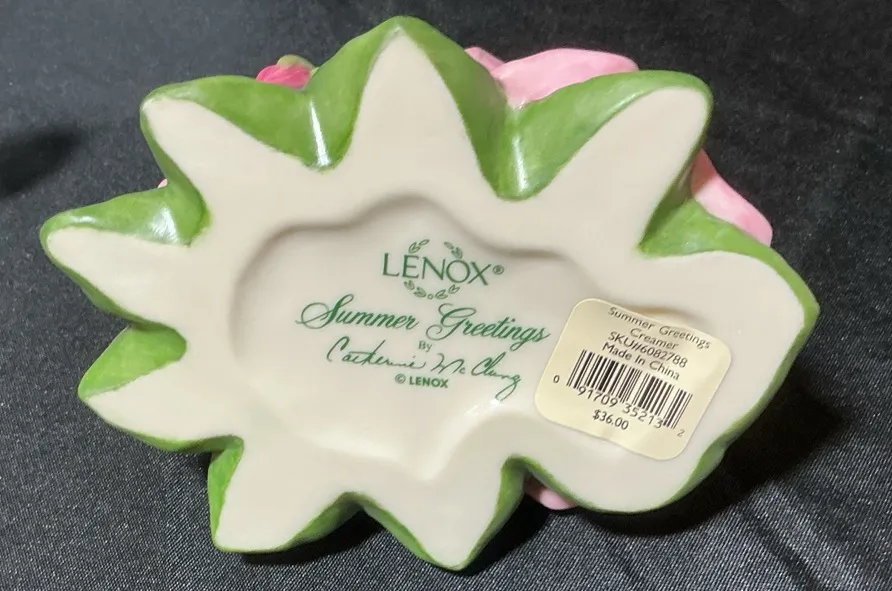 LENOX®
Summer Greetings
By
Catherine McClung
© LENOX
Summer Greetings
Creamer
SKU#6082788
Made In China
0 91709 35213 2
$36.00